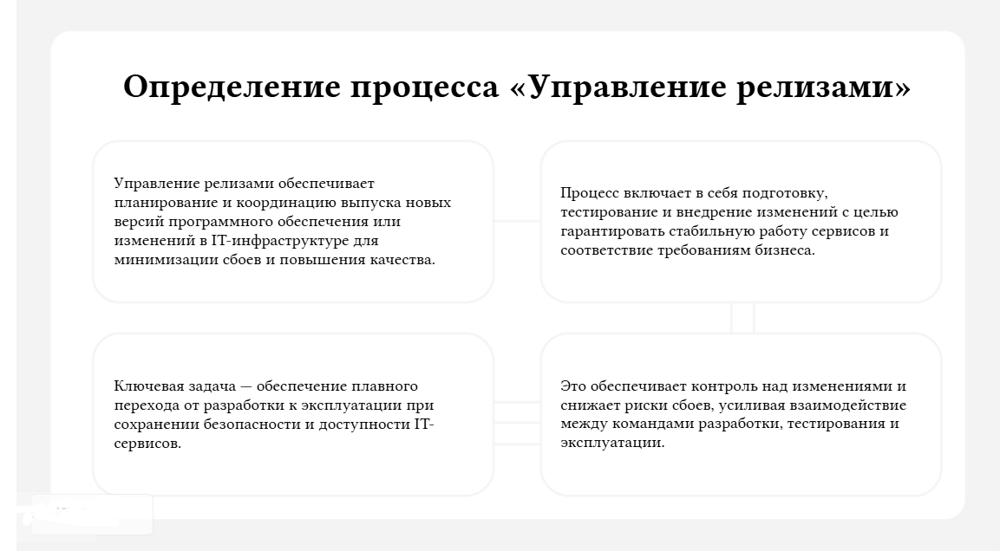 Определение процесса «Управление релизами»
Управление релизами обеспечивает
планирование и координацию выпуска новых
версий программного обеспечения или
изменений в IT-инфраструктуре для
минимизации сбоев и повышения качества.
Процесс включает в себя подготовку,
тестирование и внедрение изменений с целью
гарантировать стабильную работу сервисов и
соответствие требованиям бизнеса.
Ключевая задача — обеспечение плавного
перехода от разработки к эксплуатации при
сохранении безопасности и доступности IT-
сервисов.
Это обеспечивает контроль над изменениями и
снижает риски сбоев, усиливая взаимодействие
между командами разработки, тестирования и
эксплуатации.